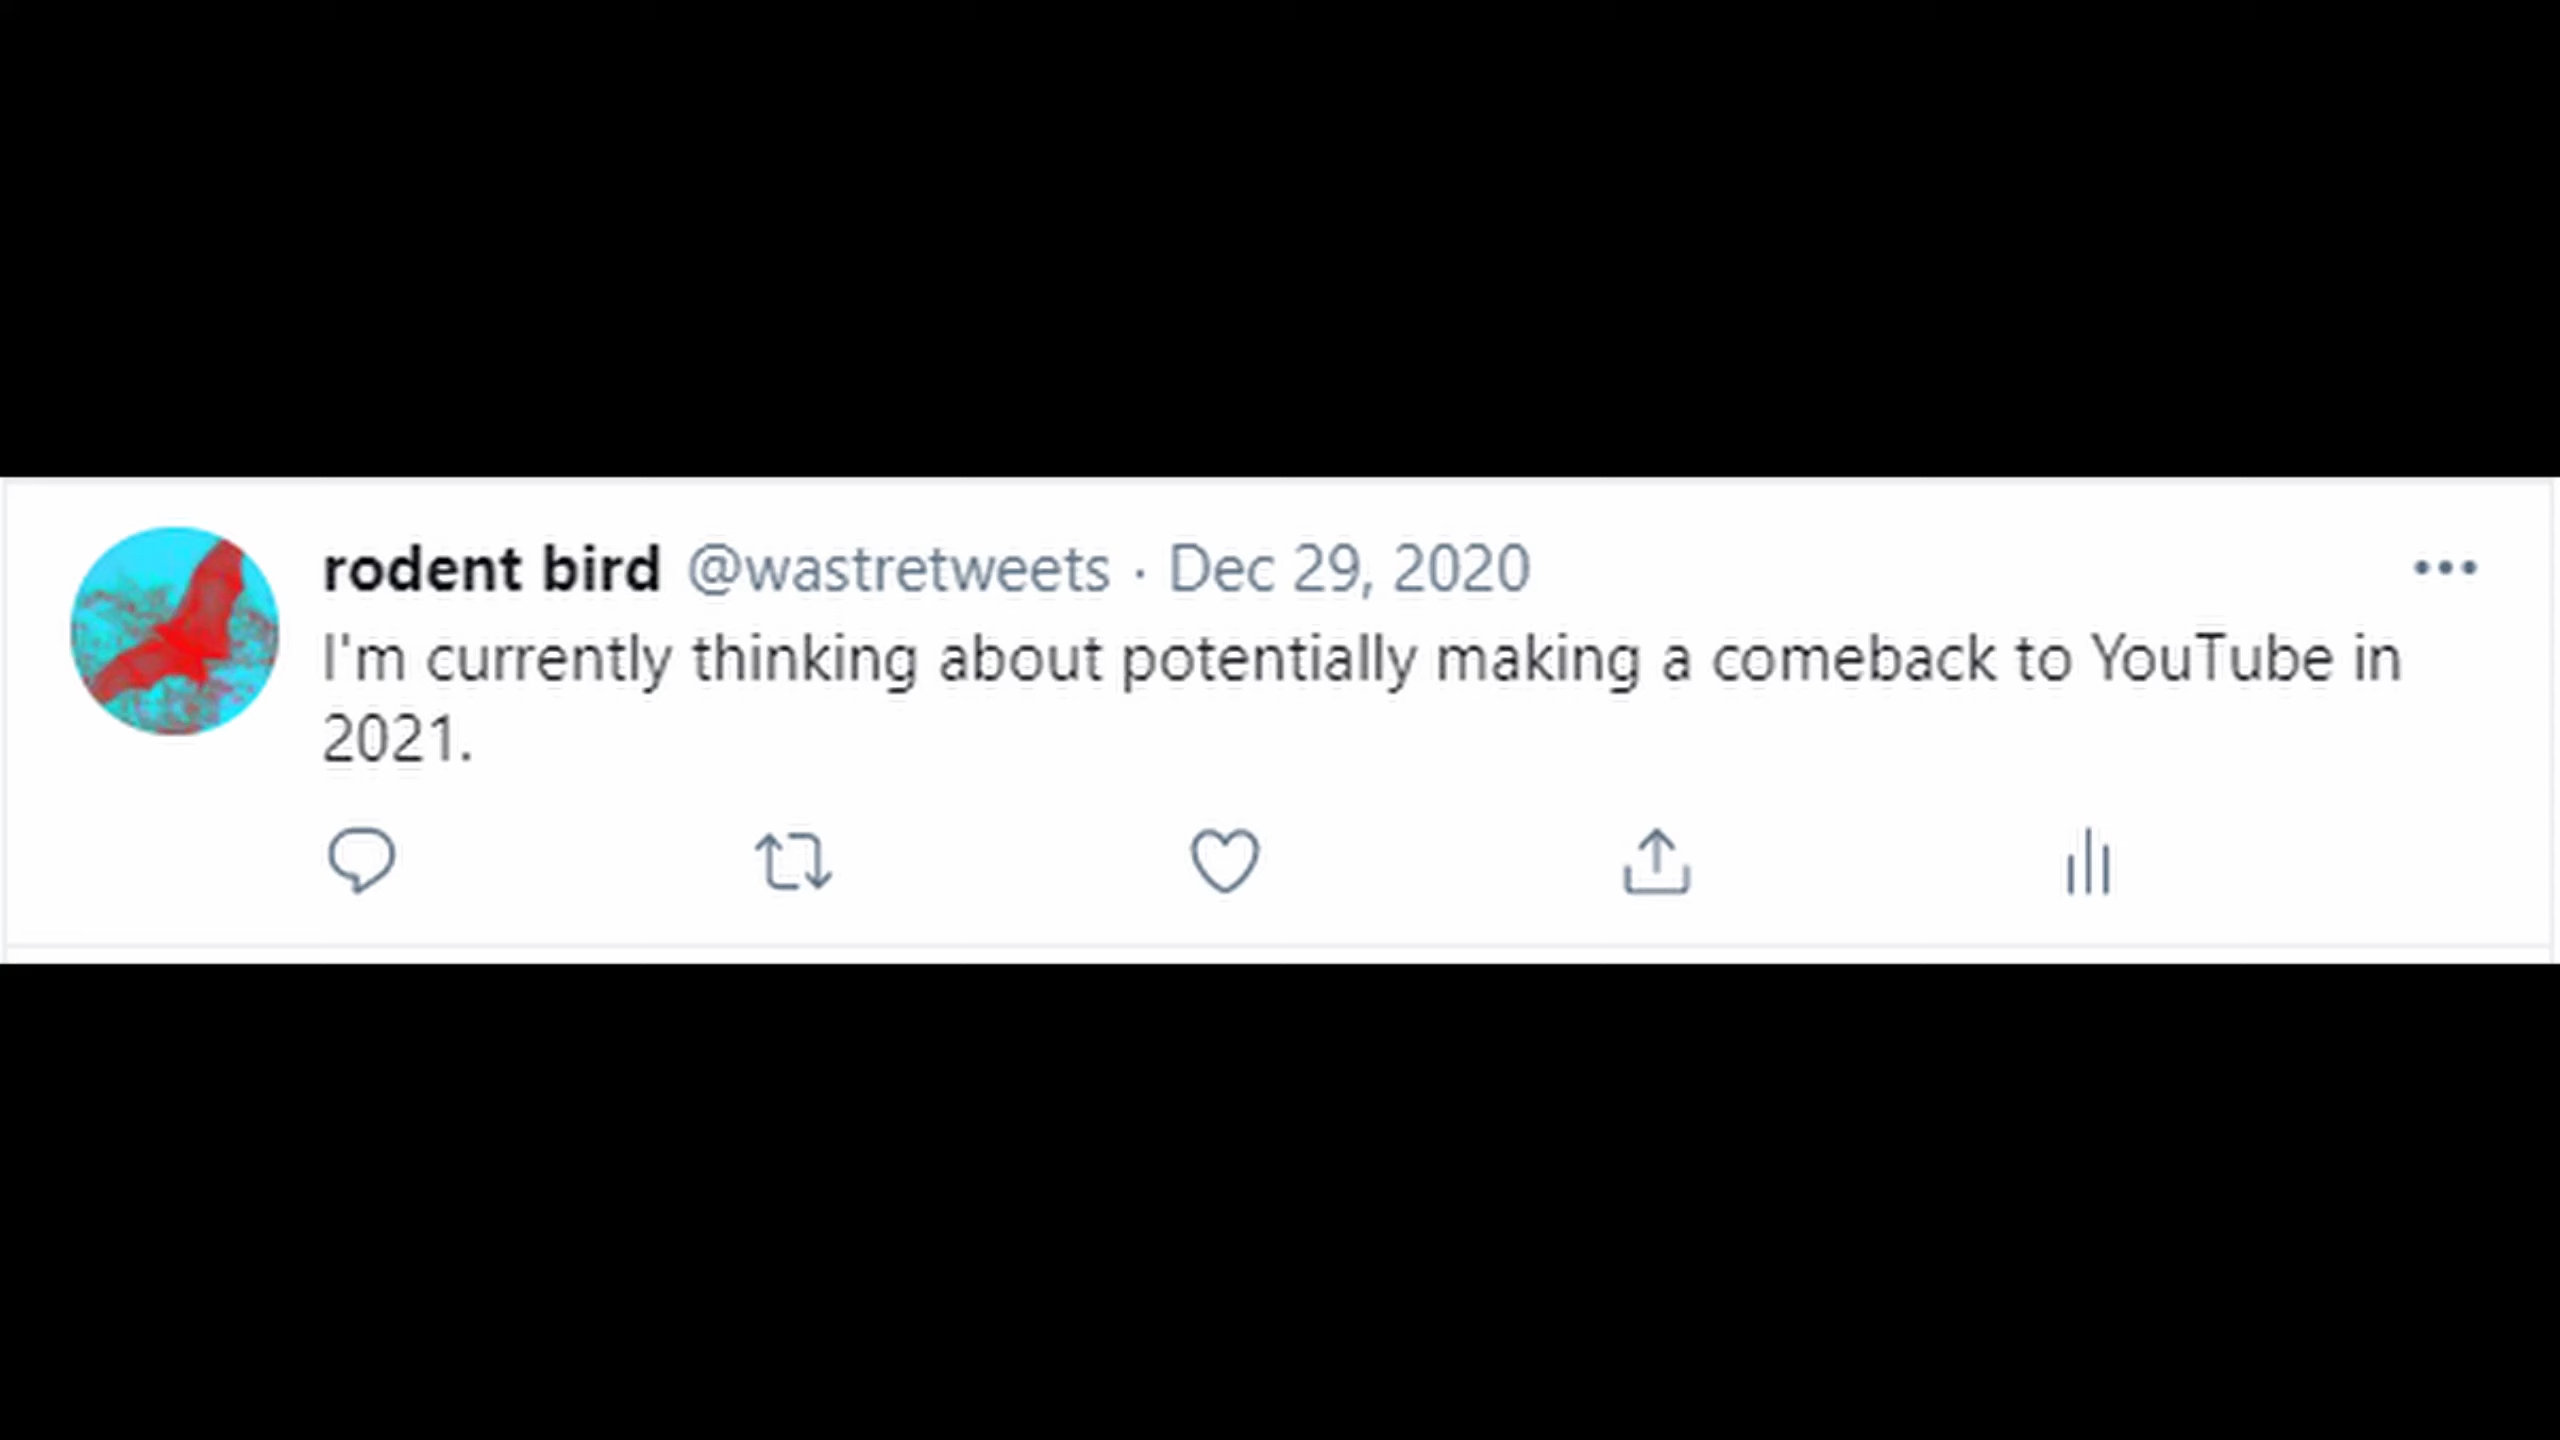 rodent bird @wastretweets · Dec 29, 2020
I'm currently thinking about potentially making a comeback to YouTube in
2021.